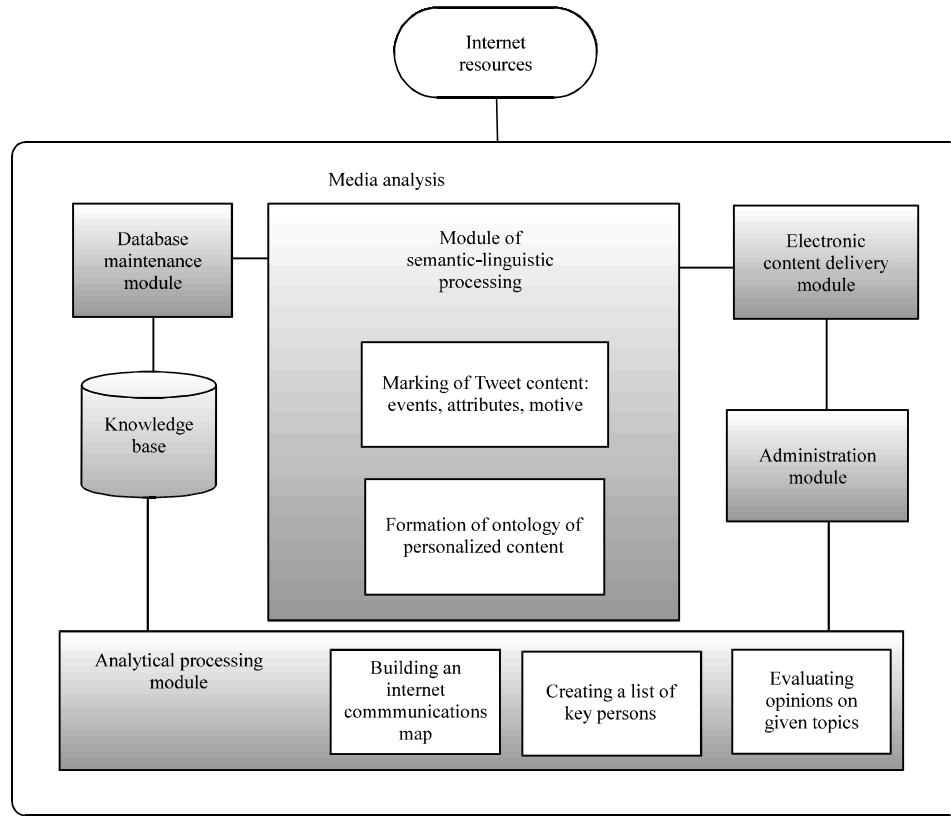 Internet
resources
Media analysis
Database
maintenance
module
Module of
semantic-linguistic
processing
Electronic
content delivery
module
Marking of Tweet content:
events, attributes, motive
Knowledge
base
Administration
module
Formation of ontology of
personalized content
Analytical processing
module
Building an
internet
commmunications
map
Creating a list of
key persons
Evaluating
opinions on
given topics